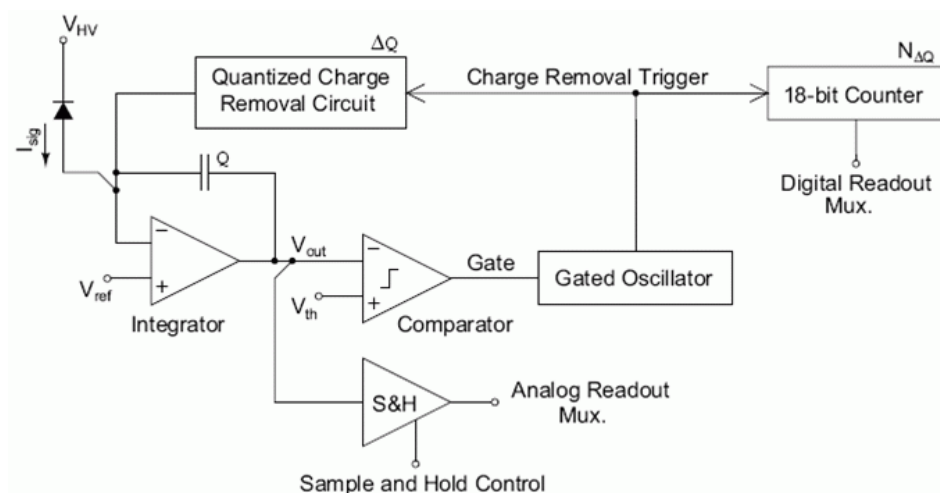 V_HV
ΔQ
Quantized Charge
Removal Circuit
Charge Removal Trigger
N_ΔQ
18-bit Counter
Digital Readout
Mux.
I_sig
Q
−
+
V_ref
Integrator
V_out
−
+
V_th
Comparator
Gate
Gated Oscillator
S&H
Analog Readout
Mux.
Sample and Hold Control